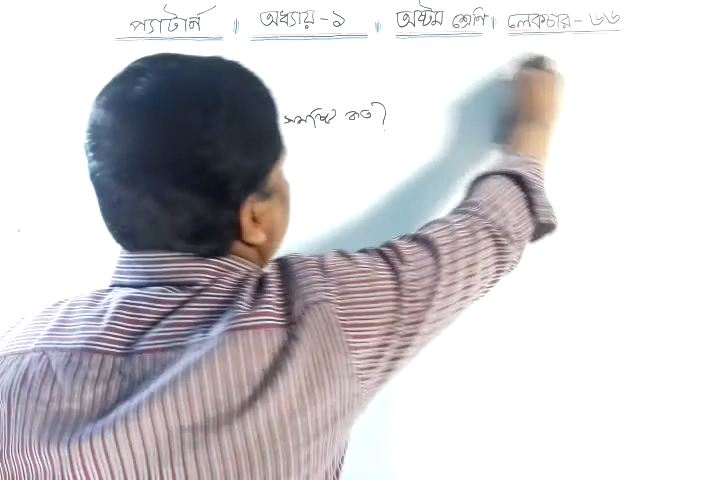 প্যাটার্ন ॥ অধ্যায় - ১ ॥ অষ্টম শ্রেণি ॥ লেকচার - ৬৬
সমষ্টি কত?